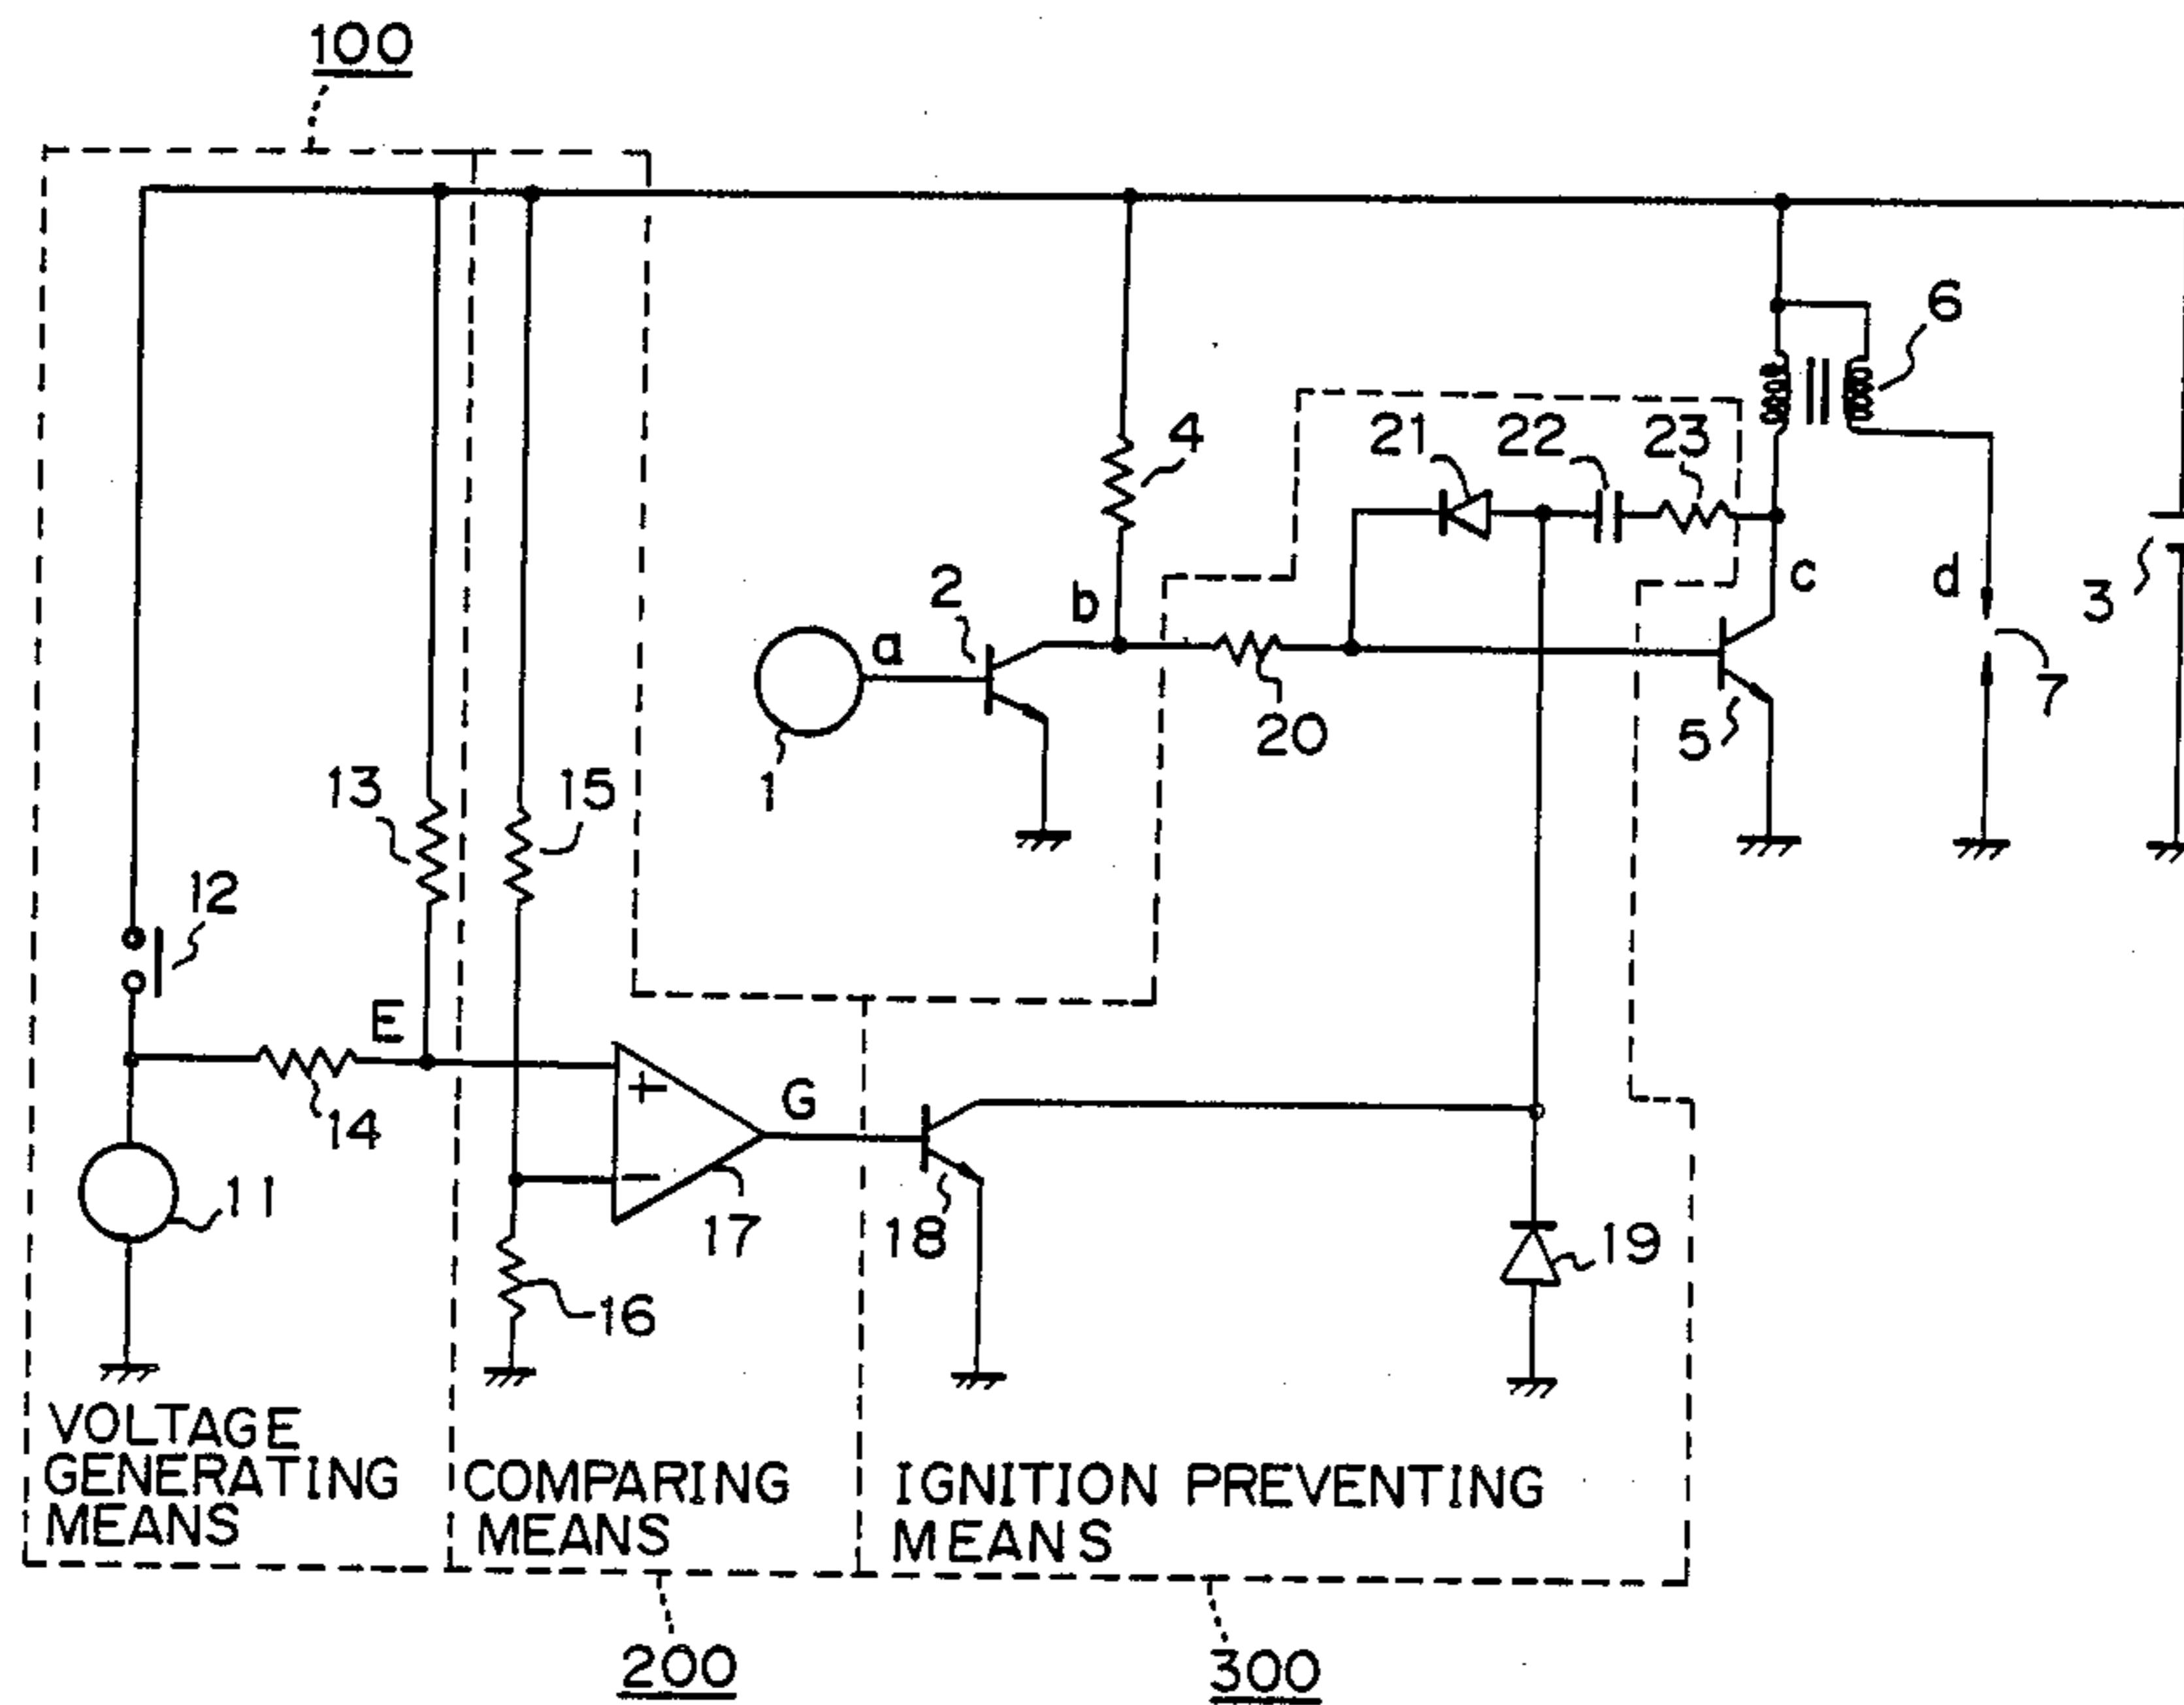 100
6
21 22 23
4
2
b
c
d
3
a
7
20
5
1
13
15
12
E
G
14
11
17
18
19
16
VOLTAGE
GENERATING
MEANS
COMPARING
MEANS
IGNITION PREVENTING
MEANS
200
300
+
−